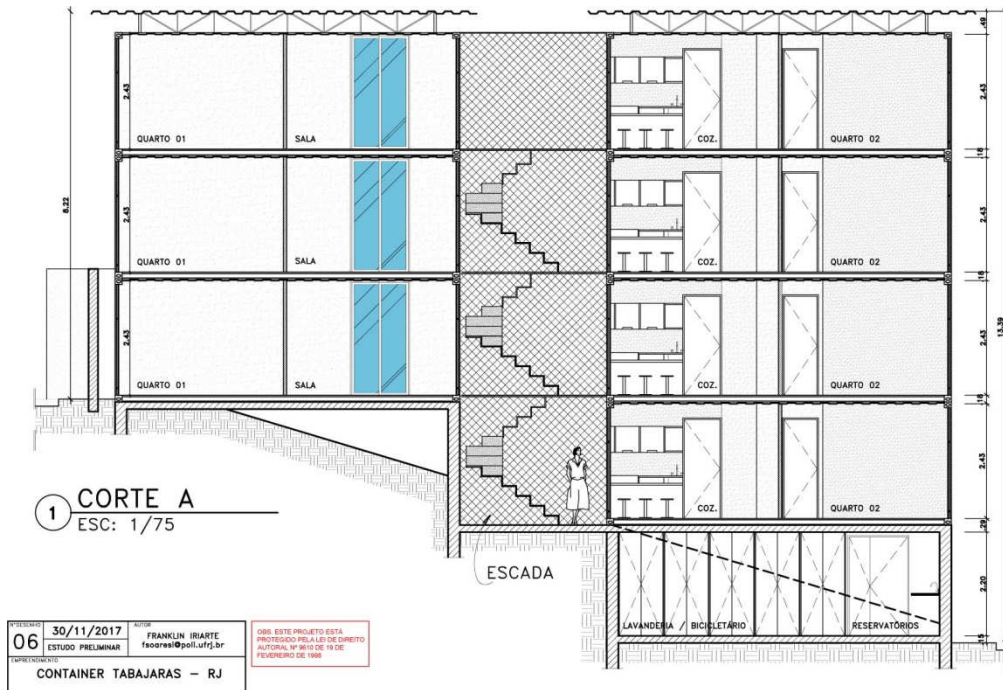 .49
2.43
QUARTO 01
SALA
COZ.
QUARTO 02
2.43
.18
2.43
QUARTO 01
SALA
COZ.
QUARTO 02
2.43
8.22
.18
13.39
2.43
QUARTO 01
SALA
COZ.
QUARTO 02
2.43
.18
2.43
COZ.
QUARTO 02
1 CORTE A
ESC: 1/75
.29
ESCADA
2.20
LAVANDERIA / BICICLETÁRIO
RESERVATÓRIOS
.15
Nº DESENHO
06
30/11/2017
ESTUDO PRELIMINAR
AUTOR
FRANKLIN IRIARTE
fsoaresi@poli.ufrj.br
EMPREENDIMENTO
CONTAINER TABAJARAS – RJ
OBS: ESTE PROJETO ESTÁ
PROTEGIDO PELA LEI DE DIREITO
AUTORAL Nº 9610 DE 19 DE
FEVEREIRO DE 1998